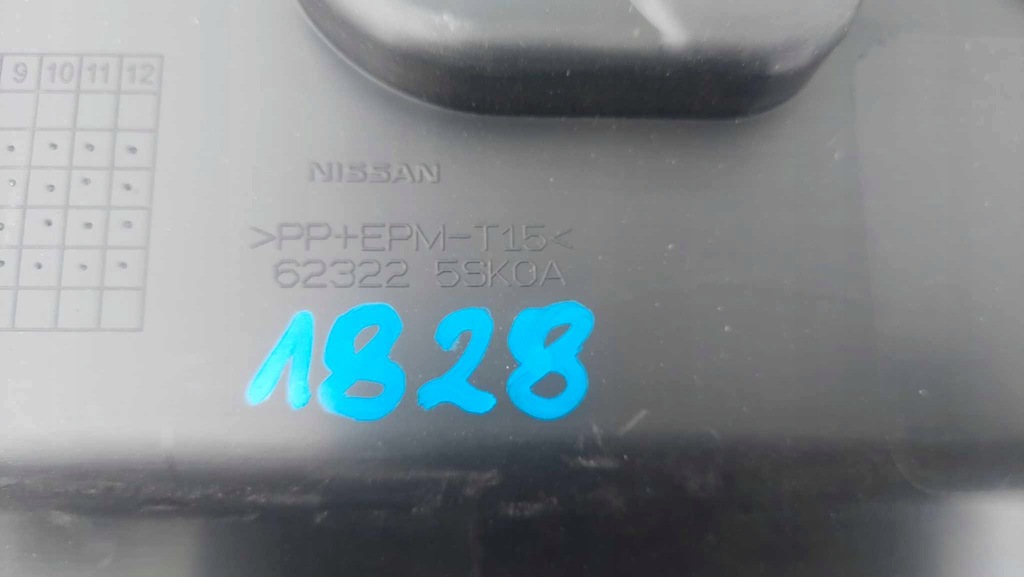 9 10 11 12
NISSAN
>PP+EPM-T15<
62322 5SK0A
1828